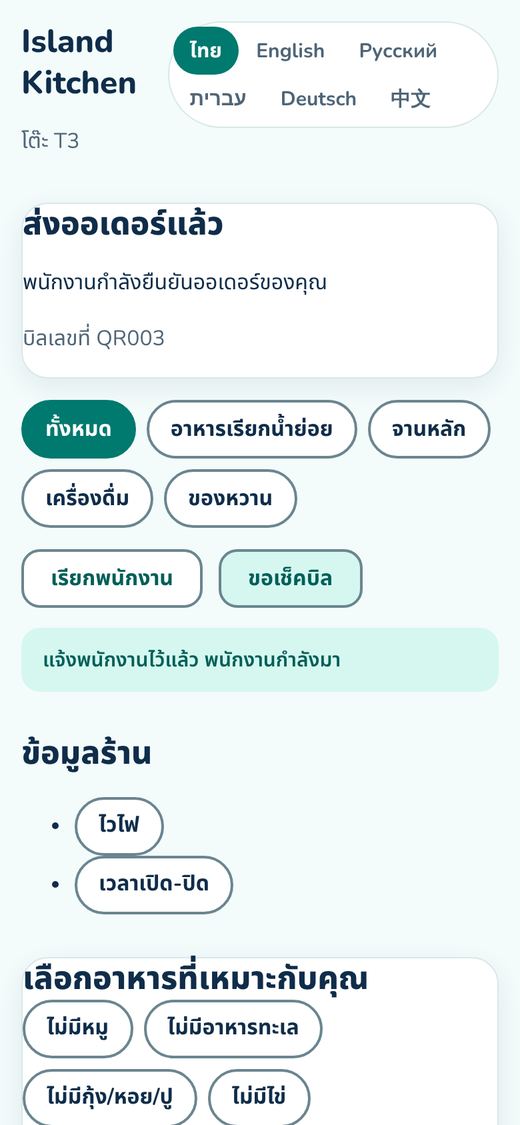 Island
Kitchen
โต๊ะ T3
ไทย English Русский
עברית Deutsch 中文
ส่งออเดอร์แล้ว
พนักงานกำลังยืนยันออเดอร์ของคุณ
บิลเลขที่ QR003
ทั้งหมด อาหารเรียกน้ำย่อย จานหลัก
เครื่องดื่ม ของหวาน
เรียกพนักงาน ขอเช็คบิล
แจ้งพนักงานไว้แล้ว พนักงานกำลังมา
ข้อมูลร้าน
• ไวไฟ
• เวลาเปิด-ปิด
เลือกอาหารที่เหมาะกับคุณ
ไม่มีหมู ไม่มีอาหารทะเล
ไม่มีกุ้ง/หอย/ปู ไม่มีไข่